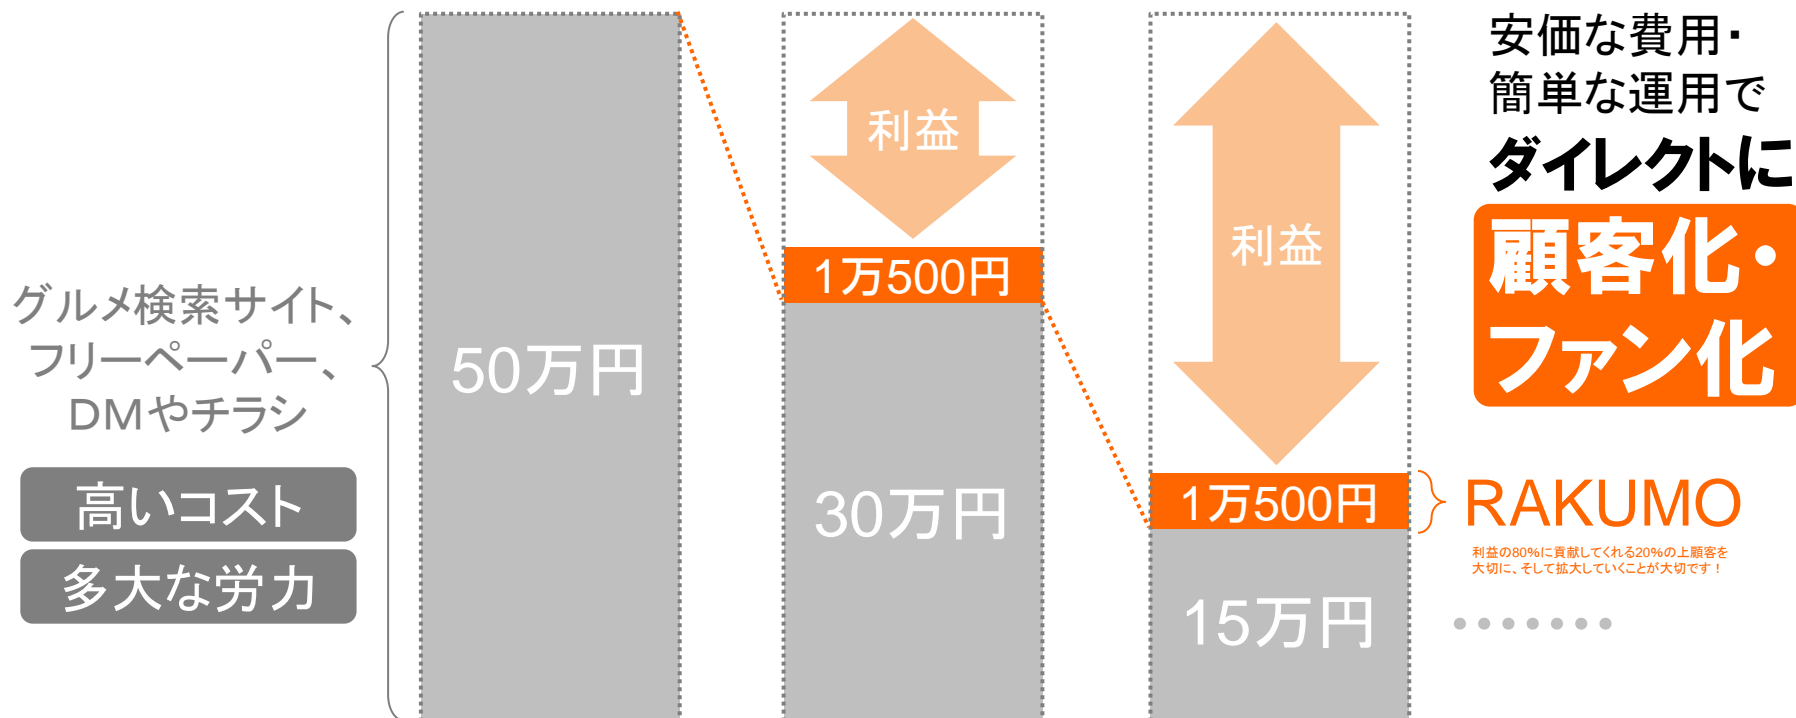 グルメ検索サイト、
フリーペーパー、
DMやチラシ
高いコスト
多大な労力
50万円
利益
1万500円
30万円
利益
1万500円
15万円
安価な費用・
簡単な運用で
ダイレクトに
顧客化・
ファン化
RAKUMO
利益の80%に貢献してくれる20%の上顧客を
大切に、そして拡大していくことが大切です！